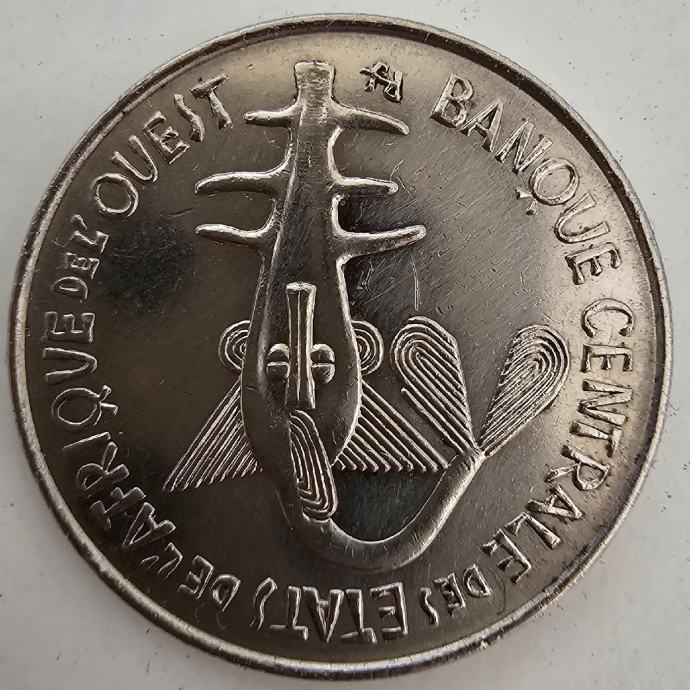 BANQUE CENTRALE DES ETATS DE L'AFRIQUE DE L'OUEST